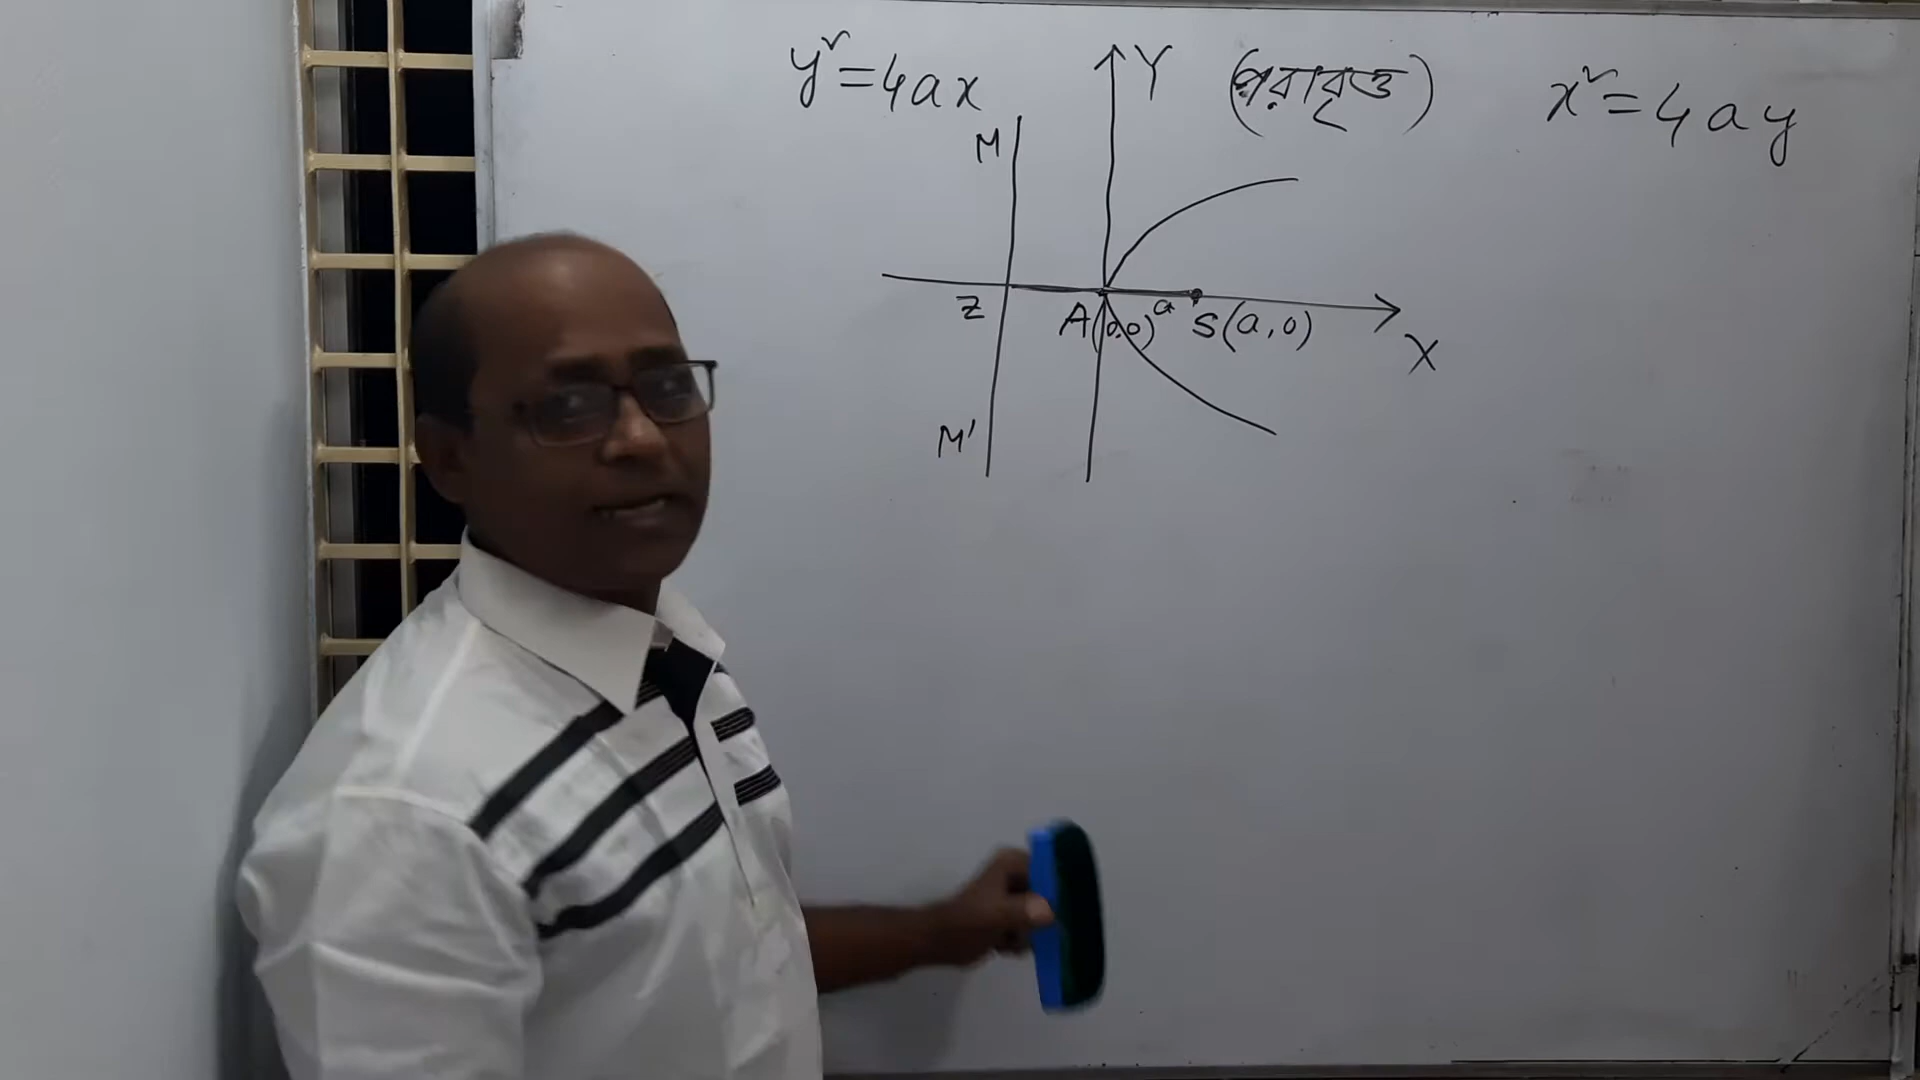 y² = 4ax
Y
(পরাবৃত্ত)
x² = 4ay
M
Z
A(0,0)
a
S(a,0)
X
M'